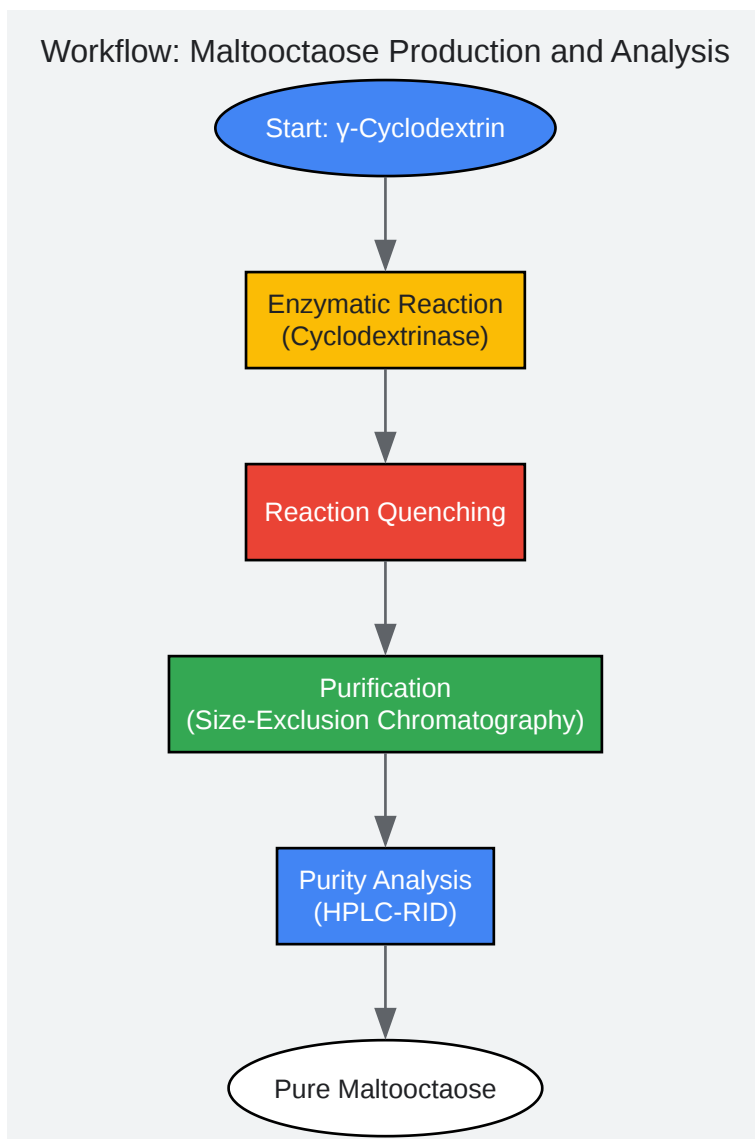 Workflow: Maltooctaose Production and Analysis
Start: γ-Cyclodextrin
Enzymatic Reaction
(Cyclodextrinase)
Reaction Quenching
Purification
(Size-Exclusion Chromatography)
Purity Analysis
(HPLC-RID)
Pure Maltooctaose